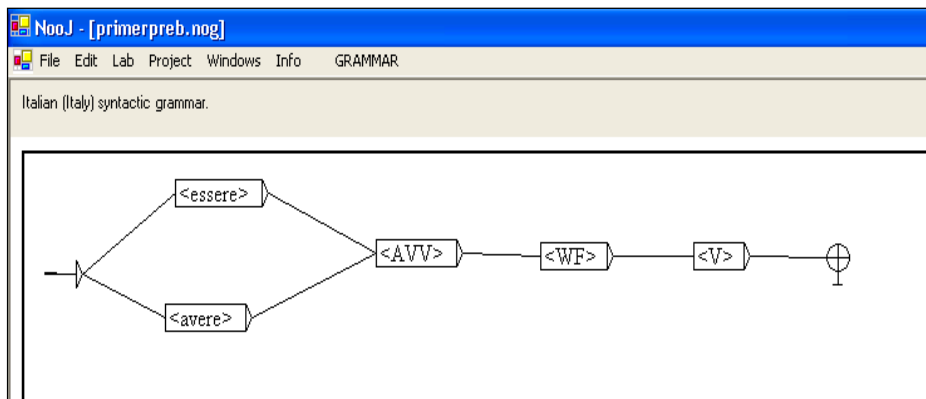 NooJ - [primerpreb.nog]
File Edit Lab Project Windows Info GRAMMAR
Italian (Italy) syntactic grammar.
<essere>
<AVV> <WF> <V>
<avere>